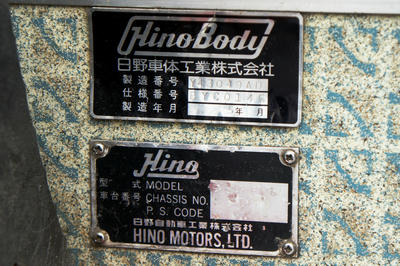 HinoBody
日野車体工業株式会社
製造番号
仕様番号
製造年月 年 月
Hino
型式 MODEL
車台番号 CHASSIS NO.
P. S. CODE
日野自動車工業株式会社
HINO MOTORS, LTD.